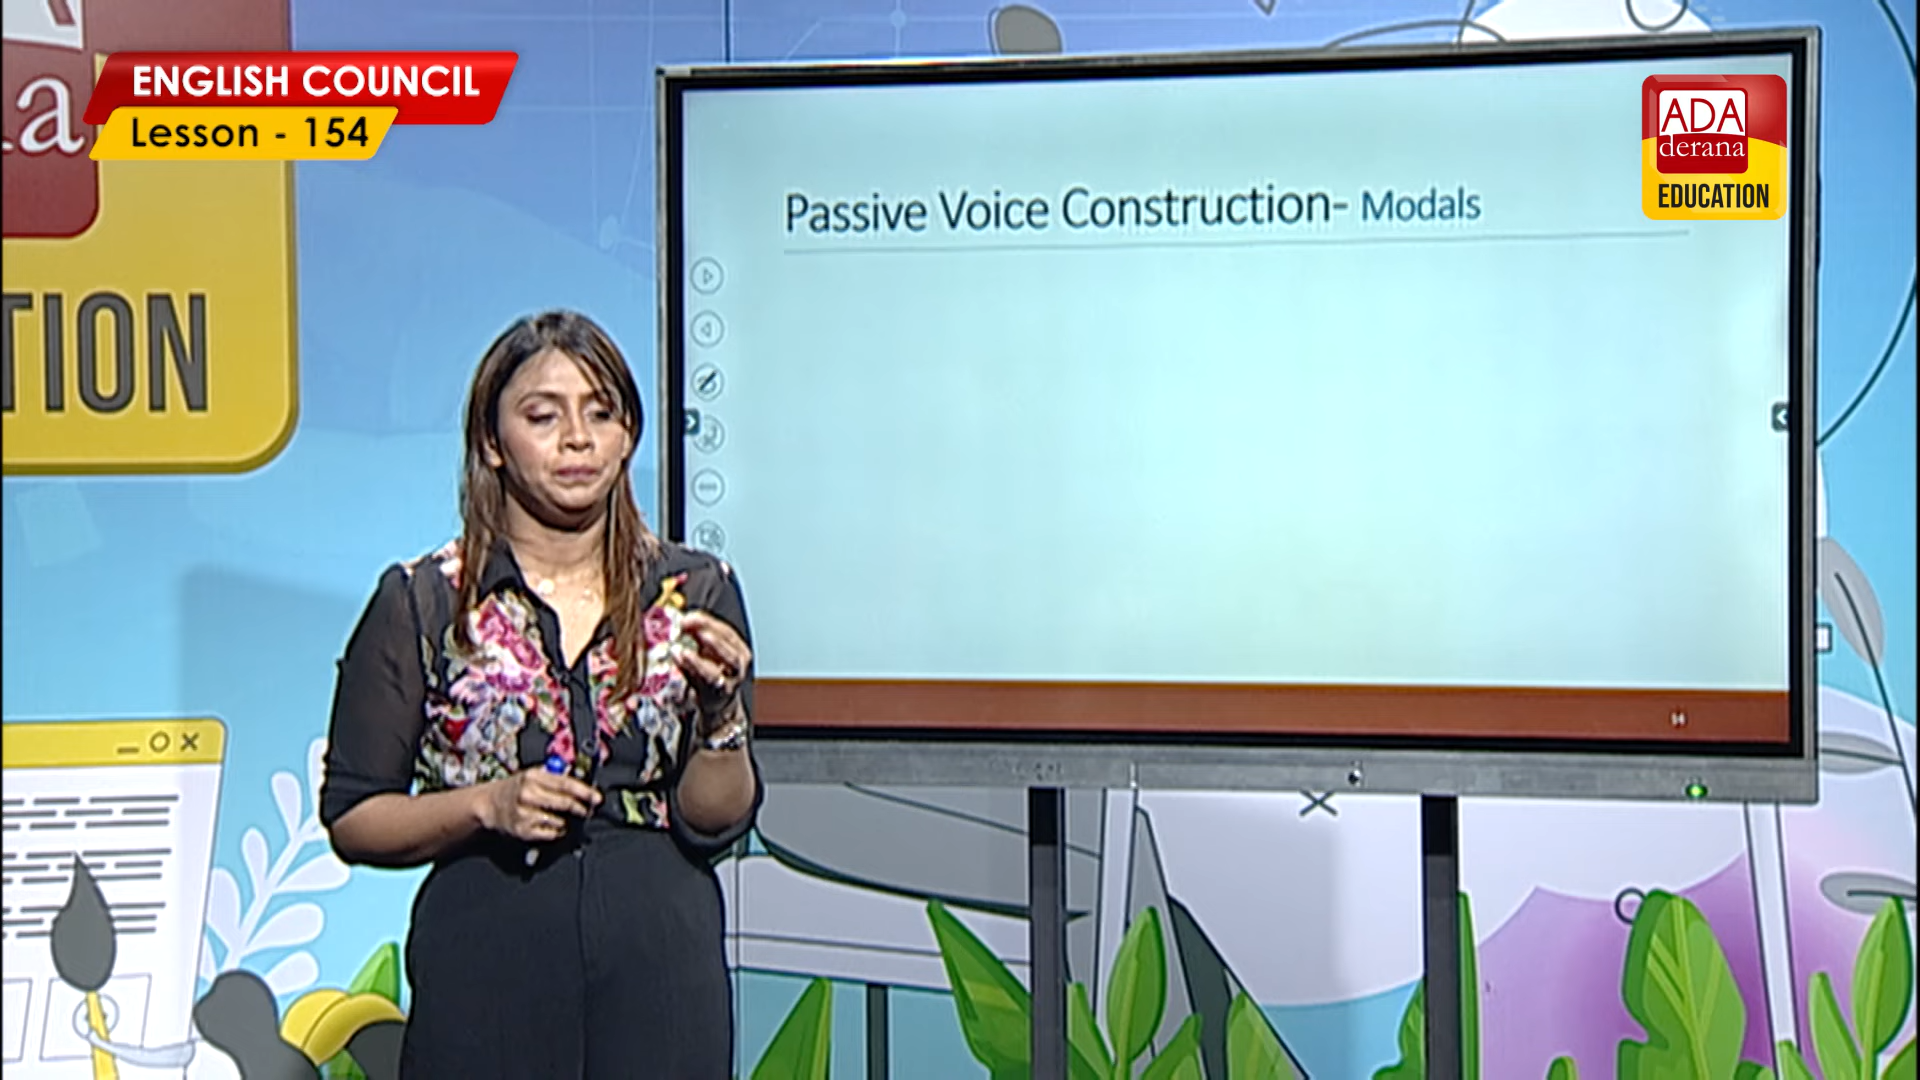 ENGLISH COUNCIL
Lesson - 154
ADA
derana
EDUCATION
Passive Voice Construction- Modals
a
TION